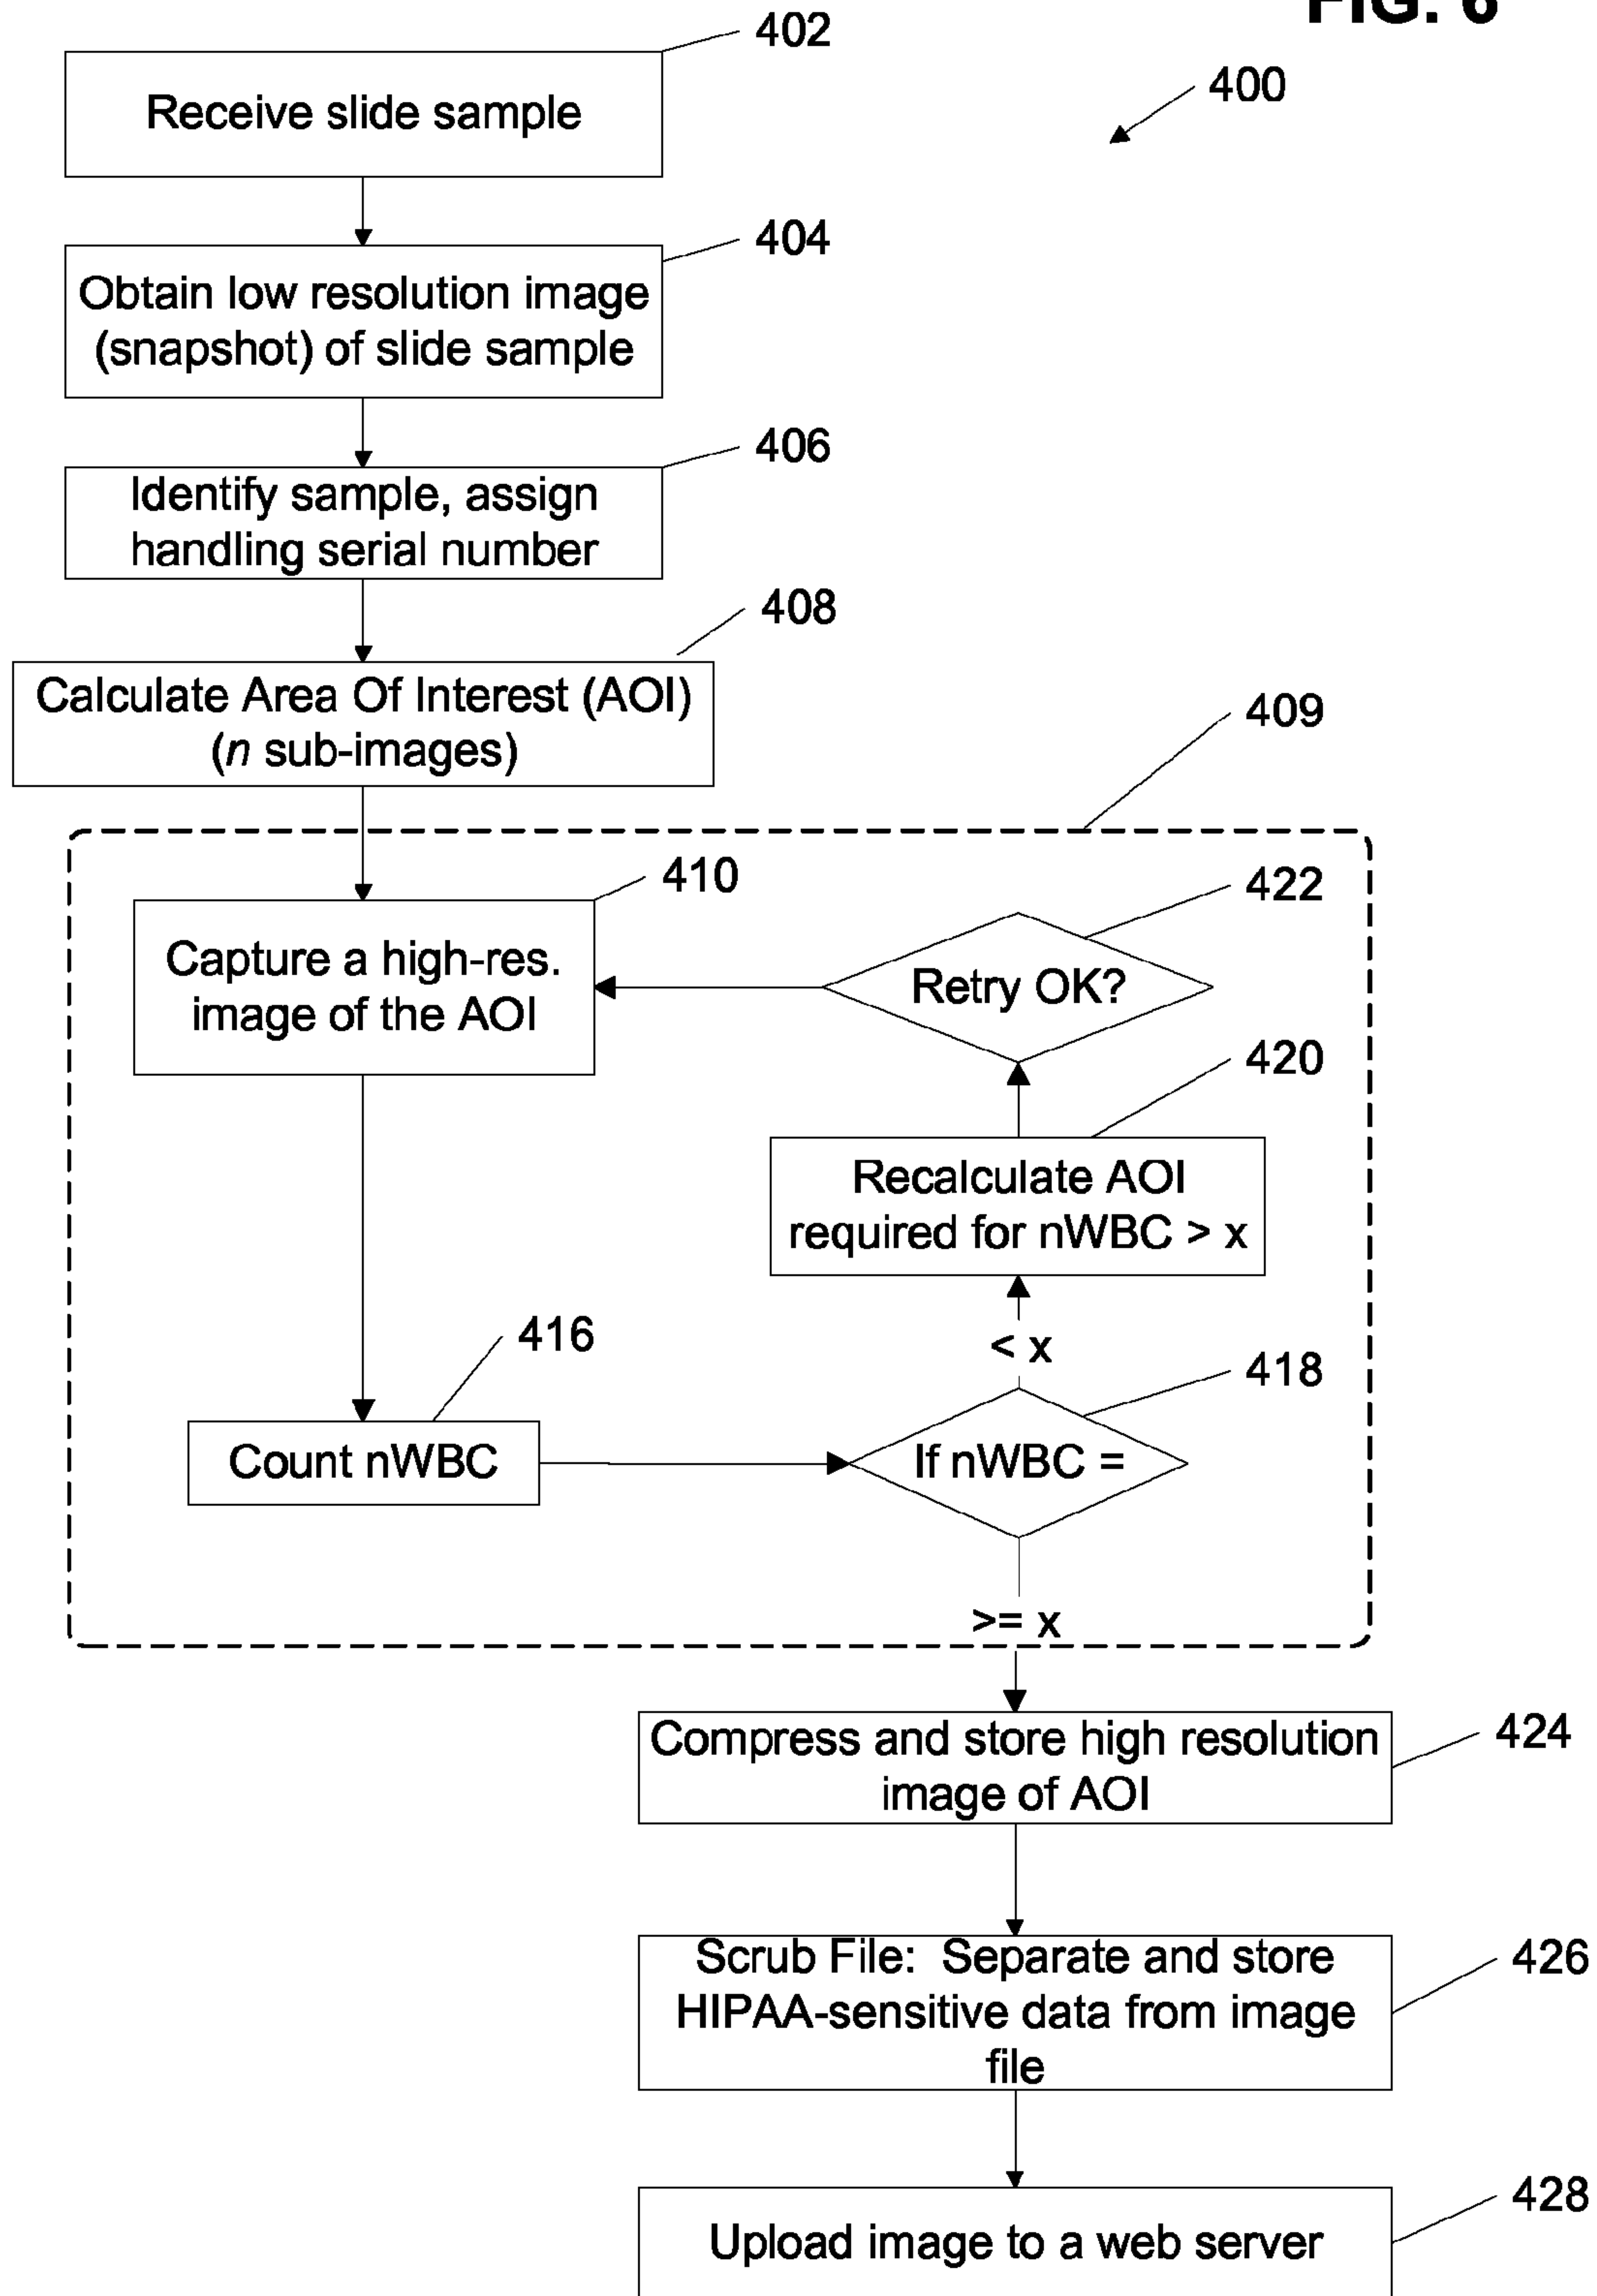 FIG.
402
Receive slide sample
400
404
Obtain low resolution image
(snapshot) of slide sample
406
Identify sample, assign
handling serial number
408
Calculate Area Of Interest (AOI)
(n sub-images)
409
410
Capture a high-res.
image of the AOI
422
Retry OK?
420
Recalculate AOI
required for nWBC > x
< x
416
Count nWBC
418
If nWBC =
>= x
424
Compress and store high resolution
image of AOI
426
Scrub File: Separate and store
HIPAA-sensitive data from image
file
428
Upload image to a web server